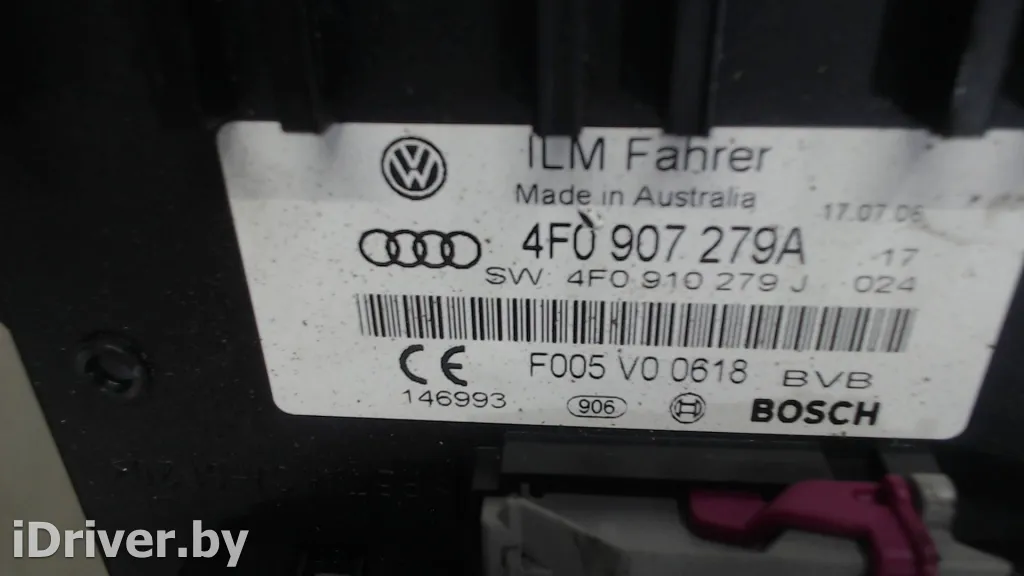 ILM Fahrer
Made in Australia
17.07.06
4F0 907 279A 17
SW: 4F0 910 279 J 024
CE F005 V0 0618 BVB
146993 906 BOSCH
iDriver.by